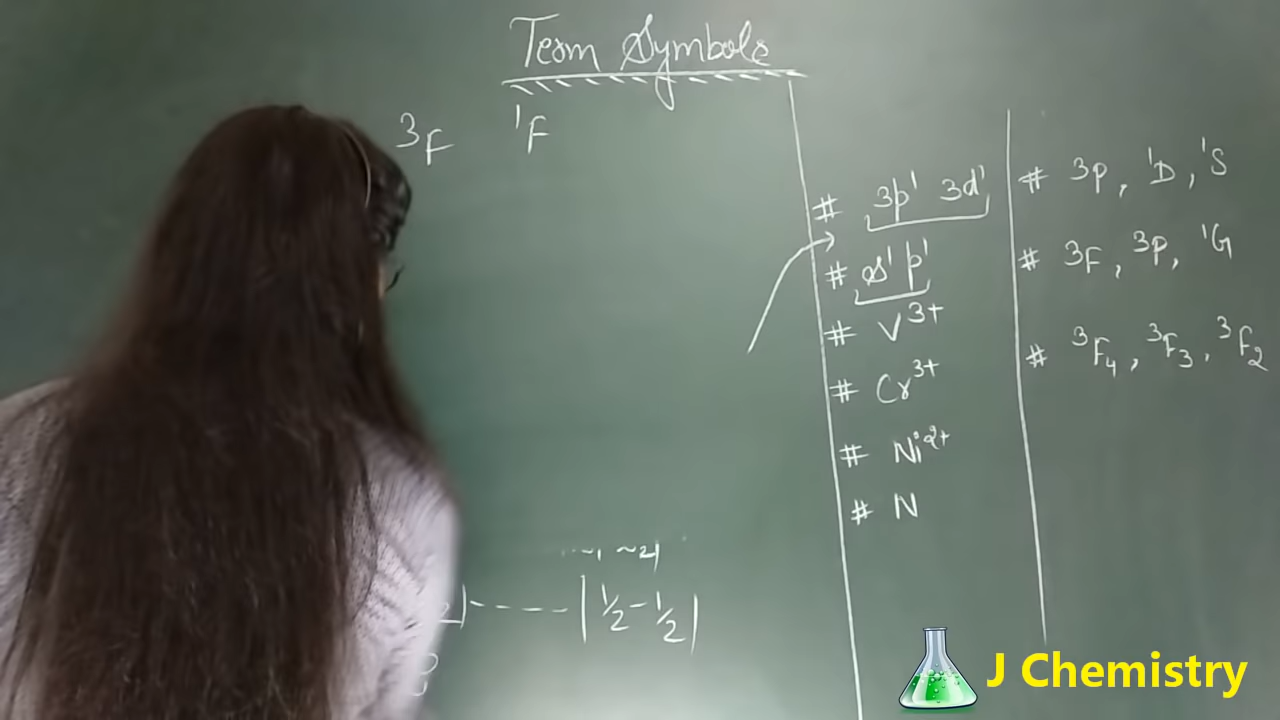 Term Symbols
³F ¹F
# 3p¹ 3d¹
# s¹ p¹
# V³⁺
# Cr³⁺
# Ni²⁺
# N
# ³P, ¹D, ¹S
# ³F, ³P, ¹G
# ³F₄, ³F₃, ³F₂
|----- |½ - ½|
J Chemistry